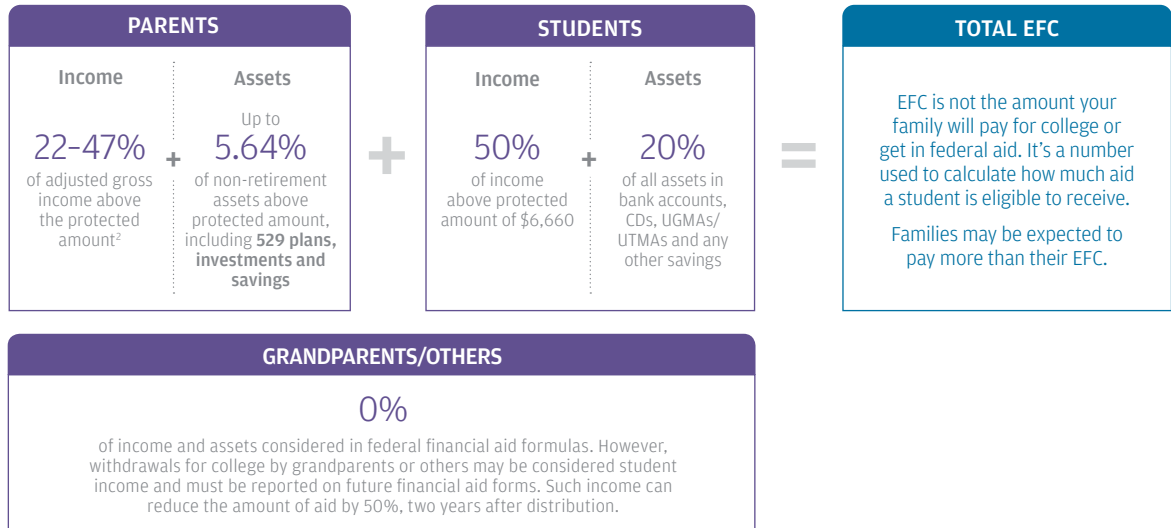 PARENTS
Income
22-47%
of adjusted gross
income above
the protected
amount²
+
Assets
Up to
5.64%
of non-retirement
assets above
protected amount,
including 529 plans,
investments and
savings
+
STUDENTS
Income
50%
of income
above protected
amount of $6,660
+
Assets
20%
of all assets in
bank accounts,
CDs, UGMAs/
UTMAs and any
other savings
=
TOTAL EFC
EFC is not the amount your
family will pay for college or
get in federal aid. It's a number
used to calculate how much aid
a student is eligible to receive.
Families may be expected to
pay more than their EFC.
GRANDPARENTS/OTHERS
0%
of income and assets considered in federal financial aid formulas. However,
withdrawals for college by grandparents or others may be considered student
income and must be reported on future financial aid forms. Such income can
reduce the amount of aid by 50%, two years after distribution.